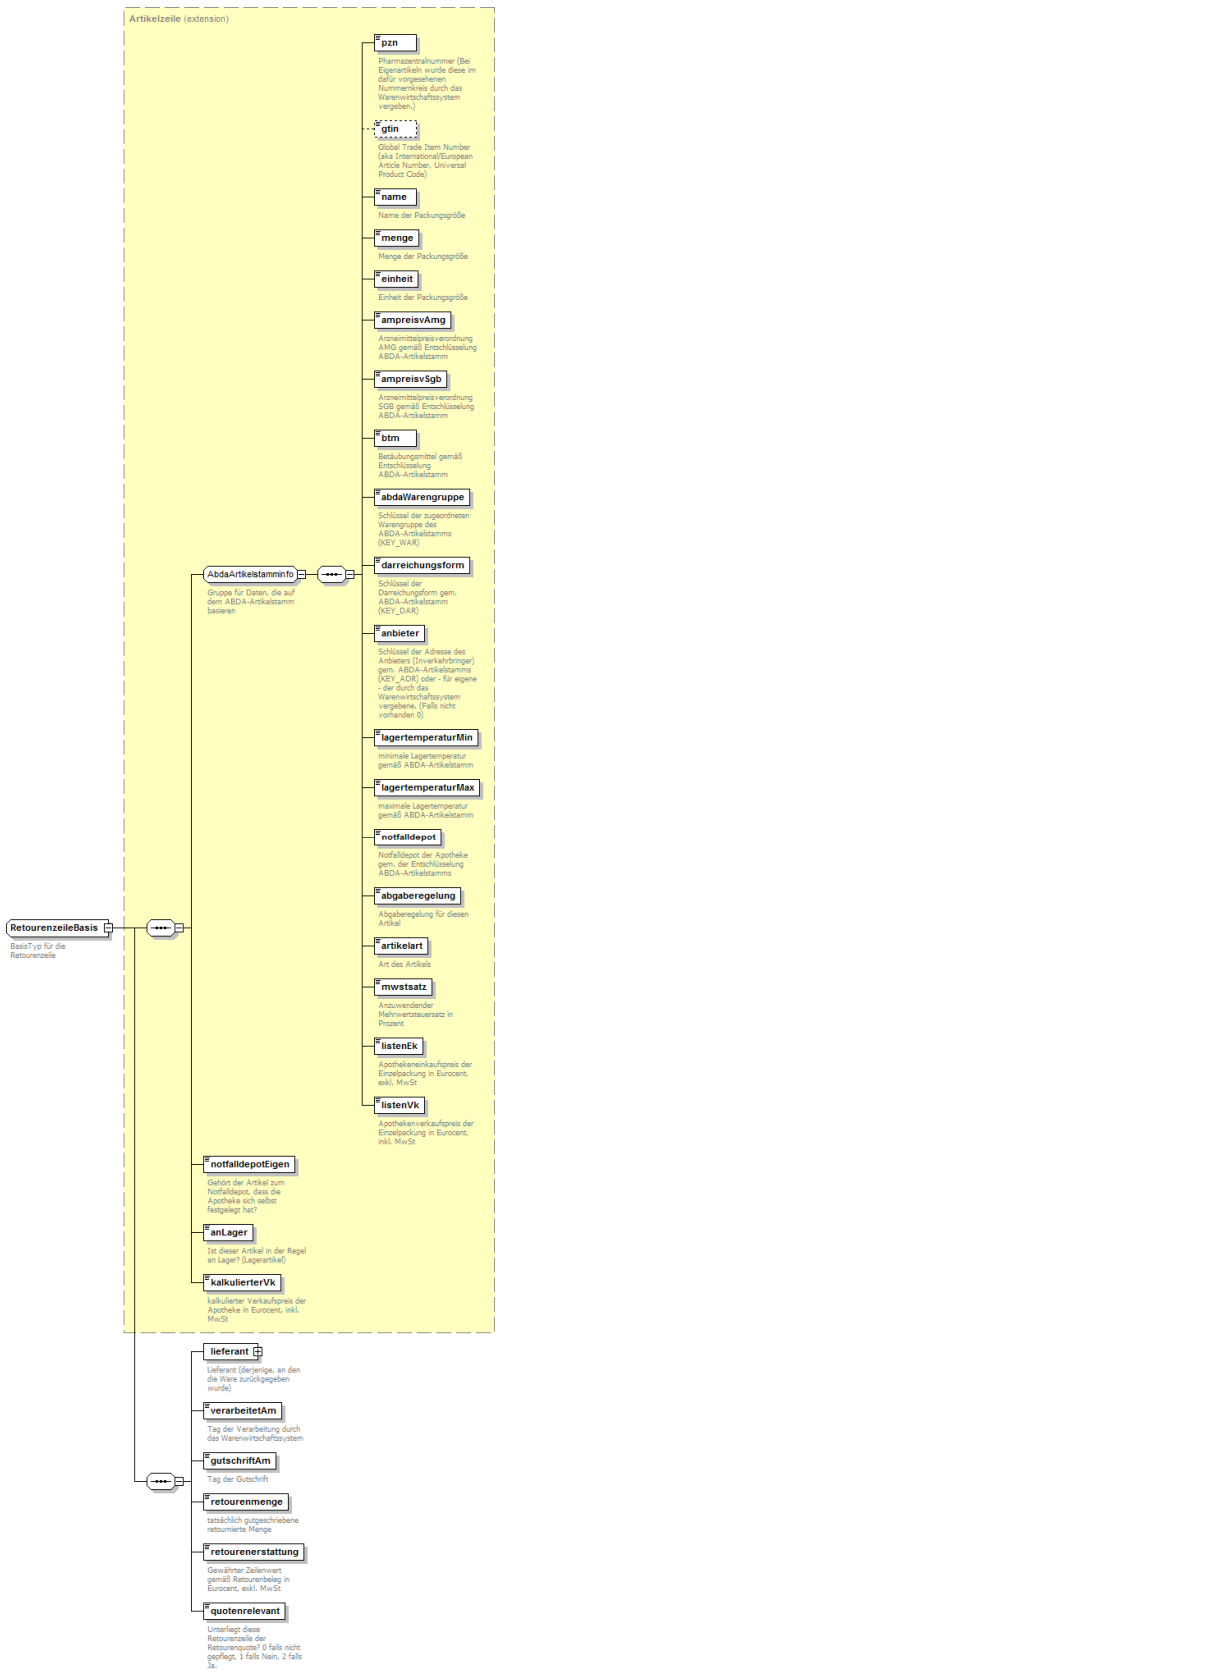 Artikelzeile (extension)
pzn
Pharmazentralnummer (Bei
Eigenartikeln wurde diese im
dafür vorgesehenen
Nummernkreis durch das
Warenwirtschaftssystem
vergeben.)
gtin
Global Trade Item Number
(aka International/European
Article Number, Universal
Product Code)
name
Name der Packungsgröße
menge
Menge der Packungsgröße
einheit
Einheit der Packungsgröße
ampreisvAmg
Arzneimittelpreisverordnung
AMG gemäß Entschlüsselung
ABDA-Artikelstamm
ampreisvSgb
Arzneimittelpreisverordnung
SGB gemäß Entschlüsselung
ABDA-Artikelstamm
btm
Betäubungsmittel gemäß
Entschlüsselung
ABDA-Artikelstamm
abdaWarengruppe
Schlüssel der zugeordneten
Warengruppe des
ABDA-Artikelstamms
(KEY_WAR)
AbdaArtikelstamminfo
Gruppe für Daten, die auf
dem ABDA-Artikelstamm
basieren
darreichungsform
Schlüssel der
Darreichungsform gem.
ABDA-Artikelstamm
(KEY_DAR)
anbieter
Schlüssel der Adresse des
Anbieters (Inverkehrbringer)
gem. ABDA-Artikelstamms
(KEY_ADR) oder - für eigene
- der durch das
Warenwirtschaftssystem
vergebene. (Falls nicht
vorhanden 0)
lagertemperaturMin
minimale Lagertemperatur
gemäß ABDA-Artikelstamm
lagertemperaturMax
maximale Lagertemperatur
gemäß ABDA-Artikelstamm
notfalldepot
Notfalldepot der Apotheke
gem. der Entschlüsselung
ABDA-Artikelstamms
abgaberegelung
Abgaberegelung für diesen
Artikel
RetourenzeileBasis
BasisTyp für die
Retourenzeile
artikelart
Art des Artikels
mwstsatz
Anzuwendender
Mehrwertsteuersatz in
Prozent
listenEk
Apothekeneinkaufspreis der
Einzelpackung in Eurocent,
exkl. MwSt
listenVk
Apothekenverkaufspreis der
Einzelpackung in Eurocent,
inkl. MwSt
notfalldepotEigen
Gehört der Artikel zum
Notfalldepot, dass die
Apotheke sich selbst
festgelegt hat?
anLager
Ist dieser Artikel in der Regel
an Lager? (Lagerartikel)
kalkulierterVk
kalkulierter Verkaufspreis der
Apotheke in Eurocent, inkl.
MwSt
lieferant
Lieferant (derjenige, an den
die Ware zurückgegeben
wurde)
verarbeitetAm
Tag der Verarbeitung durch
das Warenwirtschaftssystem
gutschriftAm
Tag der Gutschrift
retourenmenge
tatsächlich gutgeschriebene
retournierte Menge
retourenerstattung
Gewährter Zeilenwert
gemäß Retourenbeleg in
Eurocent, exkl. MwSt
quotenrelevant
Unterliegt diese
Retourenzeile der
Retourenquote? 0 falls nicht
gepflegt, 1 falls Nein, 2 falls
Ja.